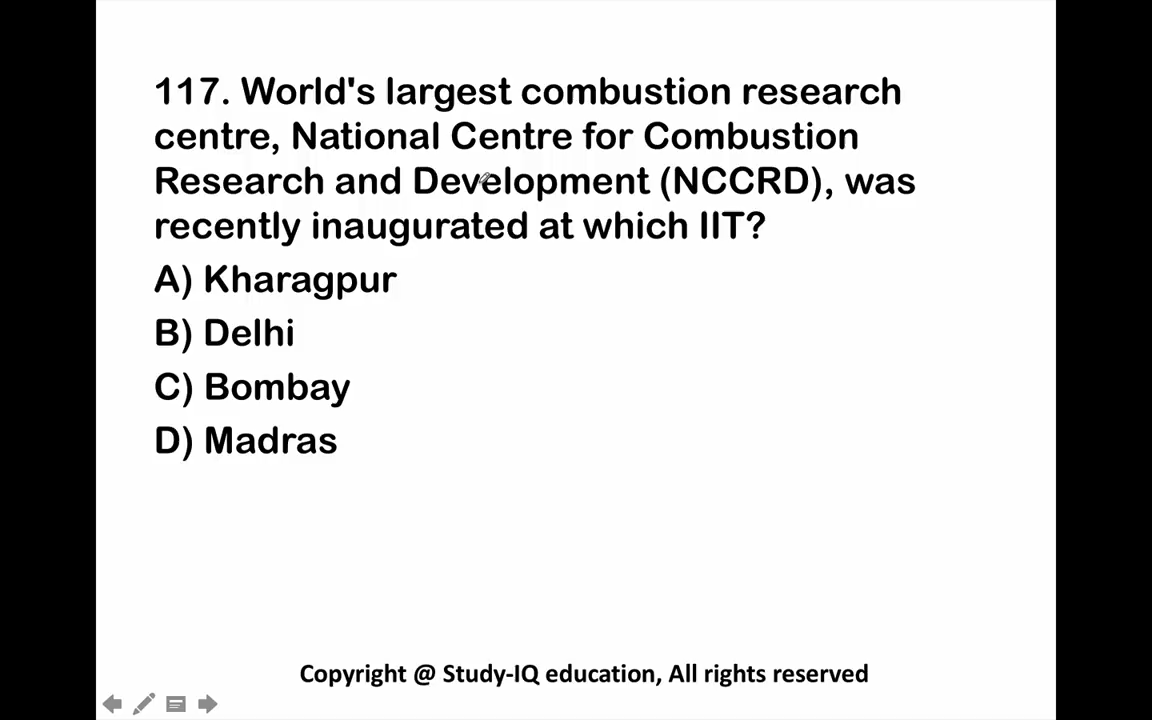 117. World's largest combustion research
centre, National Centre for Combustion
Research and Development (NCCRD), was
recently inaugurated at which IIT?
A) Kharagpur
B) Delhi
C) Bombay
D) Madras
Copyright @ Study-IQ education, All rights reserved